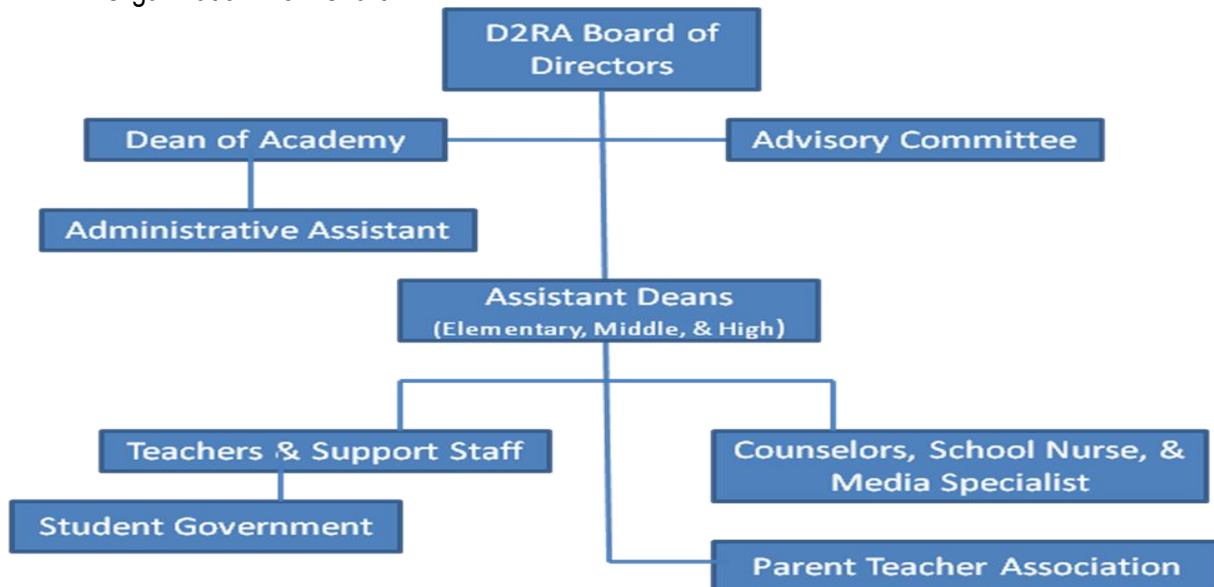 D2RA Board of
Directors
Dean of Academy
Advisory Committee
Administrative Assistant
Assistant Deans
(Elementary, Middle, & High)
Teachers & Support Staff
Counselors, School Nurse, &
Media Specialist
Student Government
Parent Teacher Association